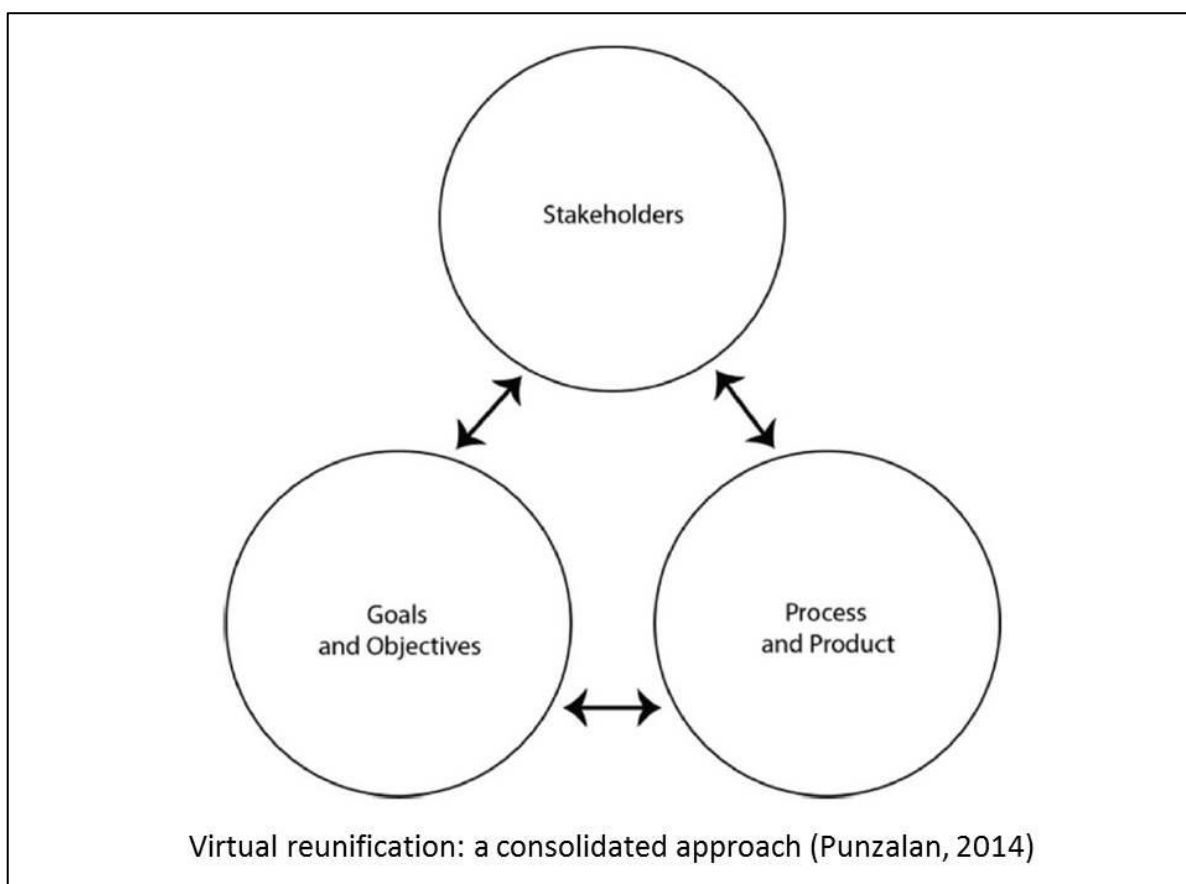 Stakeholders
Goals
and Objectives
Process
and Product
Virtual reunification: a consolidated approach (Punzalan, 2014)